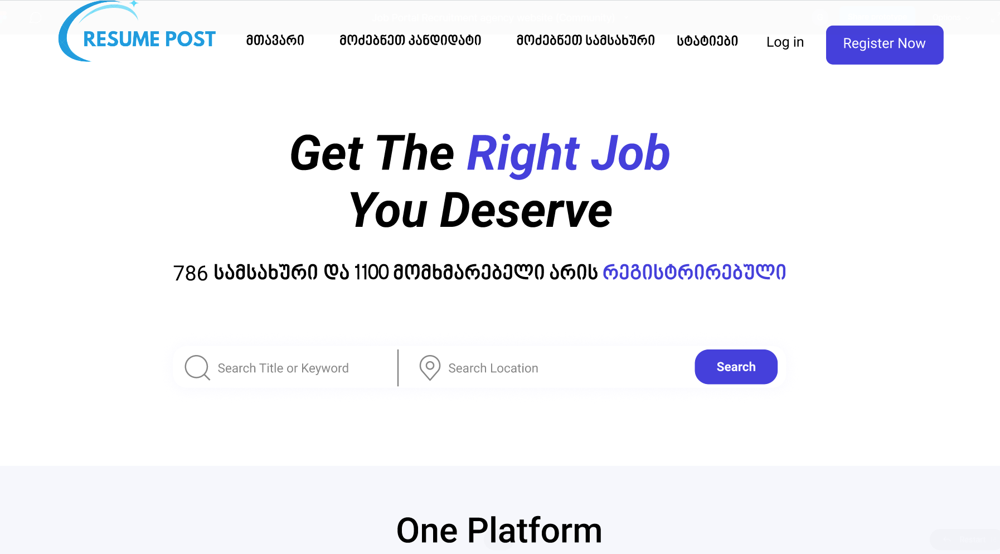 Job Portal Recruitment agency website (Community)
RESUME POST
მთავარი
მოძებნეთ კანდიდატი
მოძებნეთ სამსახური
სტატიები
Log in
Register Now
Get The Right Job
You Deserve
786 სამსახური და 1100 მომხმარებელი არის რეგისტრირებული
Search Title or Keyword
Search Location
Search
One Platform